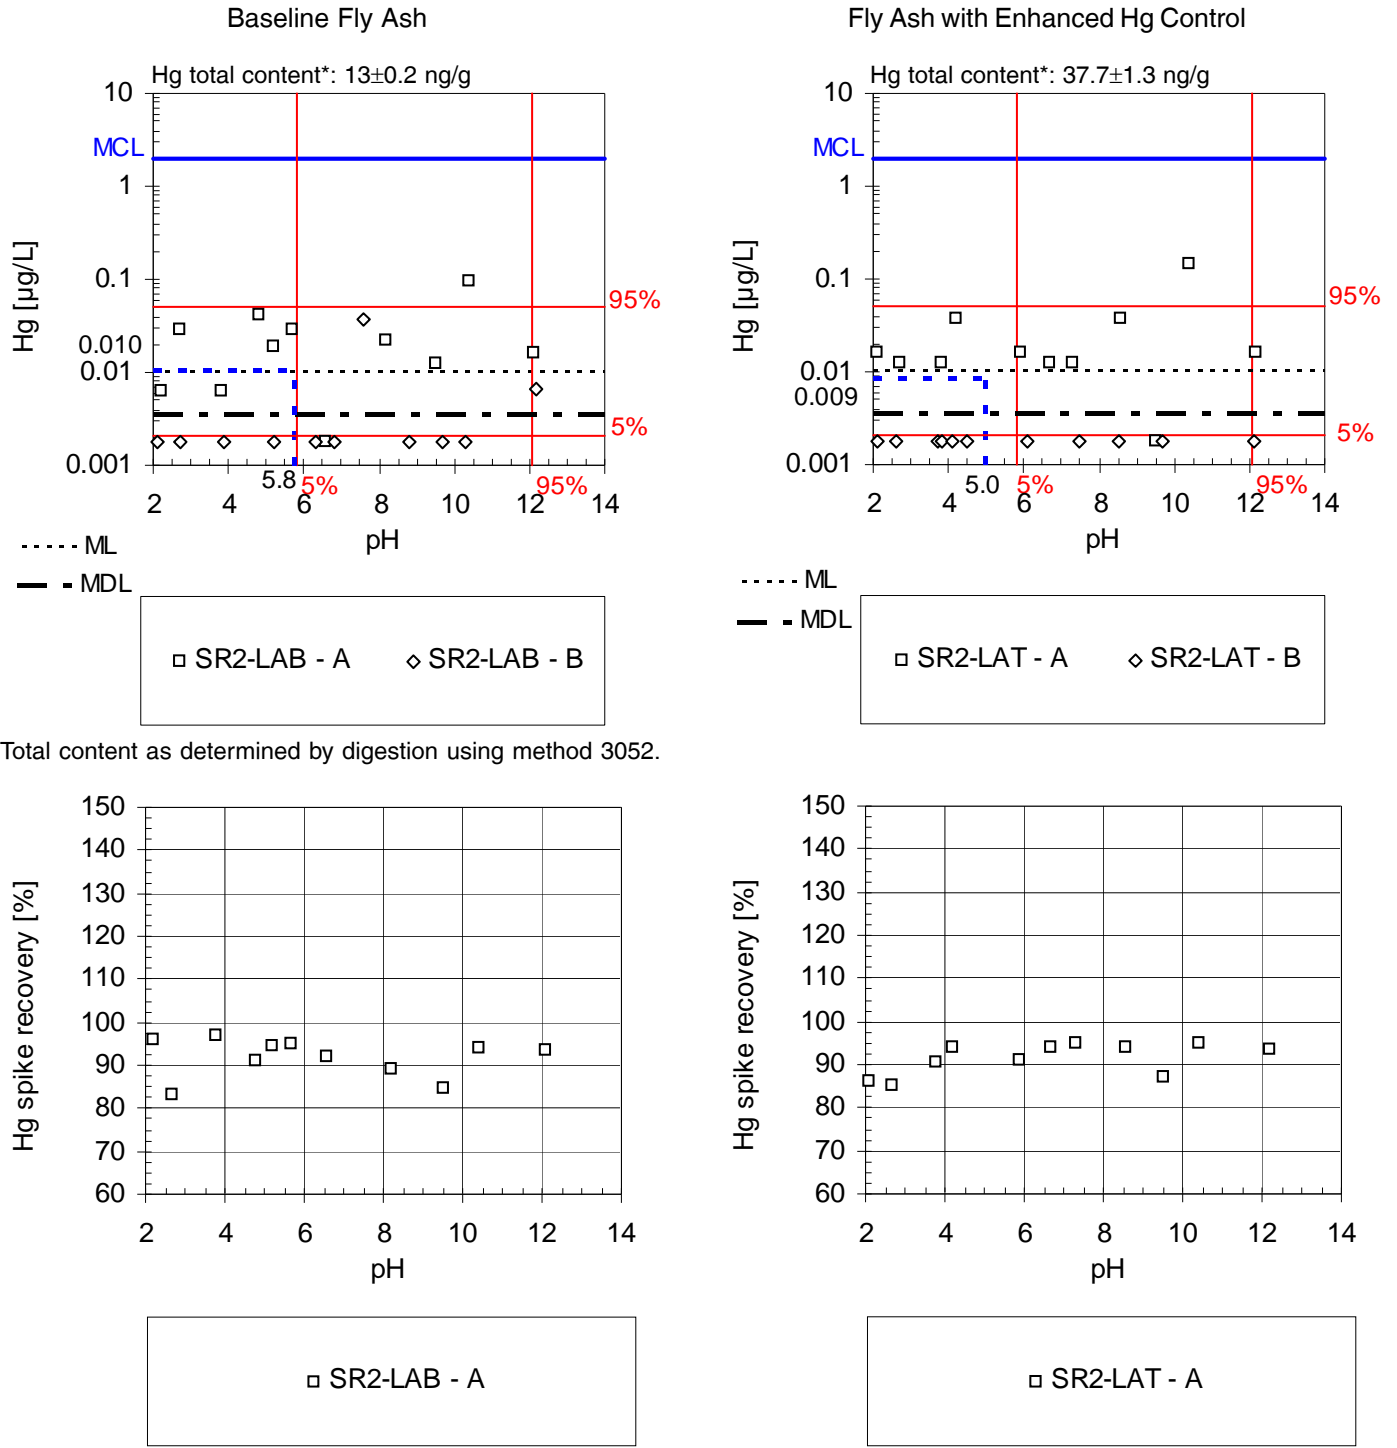 Baseline Fly Ash
Fly Ash with Enhanced Hg Control
Hg total content*: 13±0.2 ng/g
10
MCL
1
Hg [µg/L]
0.1
95%
0.010
0.01
5%
0.001
5.8
5%
95%
2 4 6 8 10 12 14
pH
ML
MDL
SR2-LAB - A
SR2-LAB - B
Hg total content*: 37.7±1.3 ng/g
10
MCL
1
Hg [µg/L]
0.1
95%
0.01
0.009
5%
0.001
5.0
5%
95%
2 4 6 8 10 12 14
pH
ML
MDL
SR2-LAT - A
SR2-LAT - B
Total content as determined by digestion using method 3052.
150
140
130
120
110
100
90
80
70
60
Hg spike recovery [%]
2 4 6 8 10 12 14
pH
SR2-LAB - A
150
140
130
120
110
100
90
80
70
60
Hg spike recovery [%]
2 4 6 8 10 12 14
pH
SR2-LAT - A